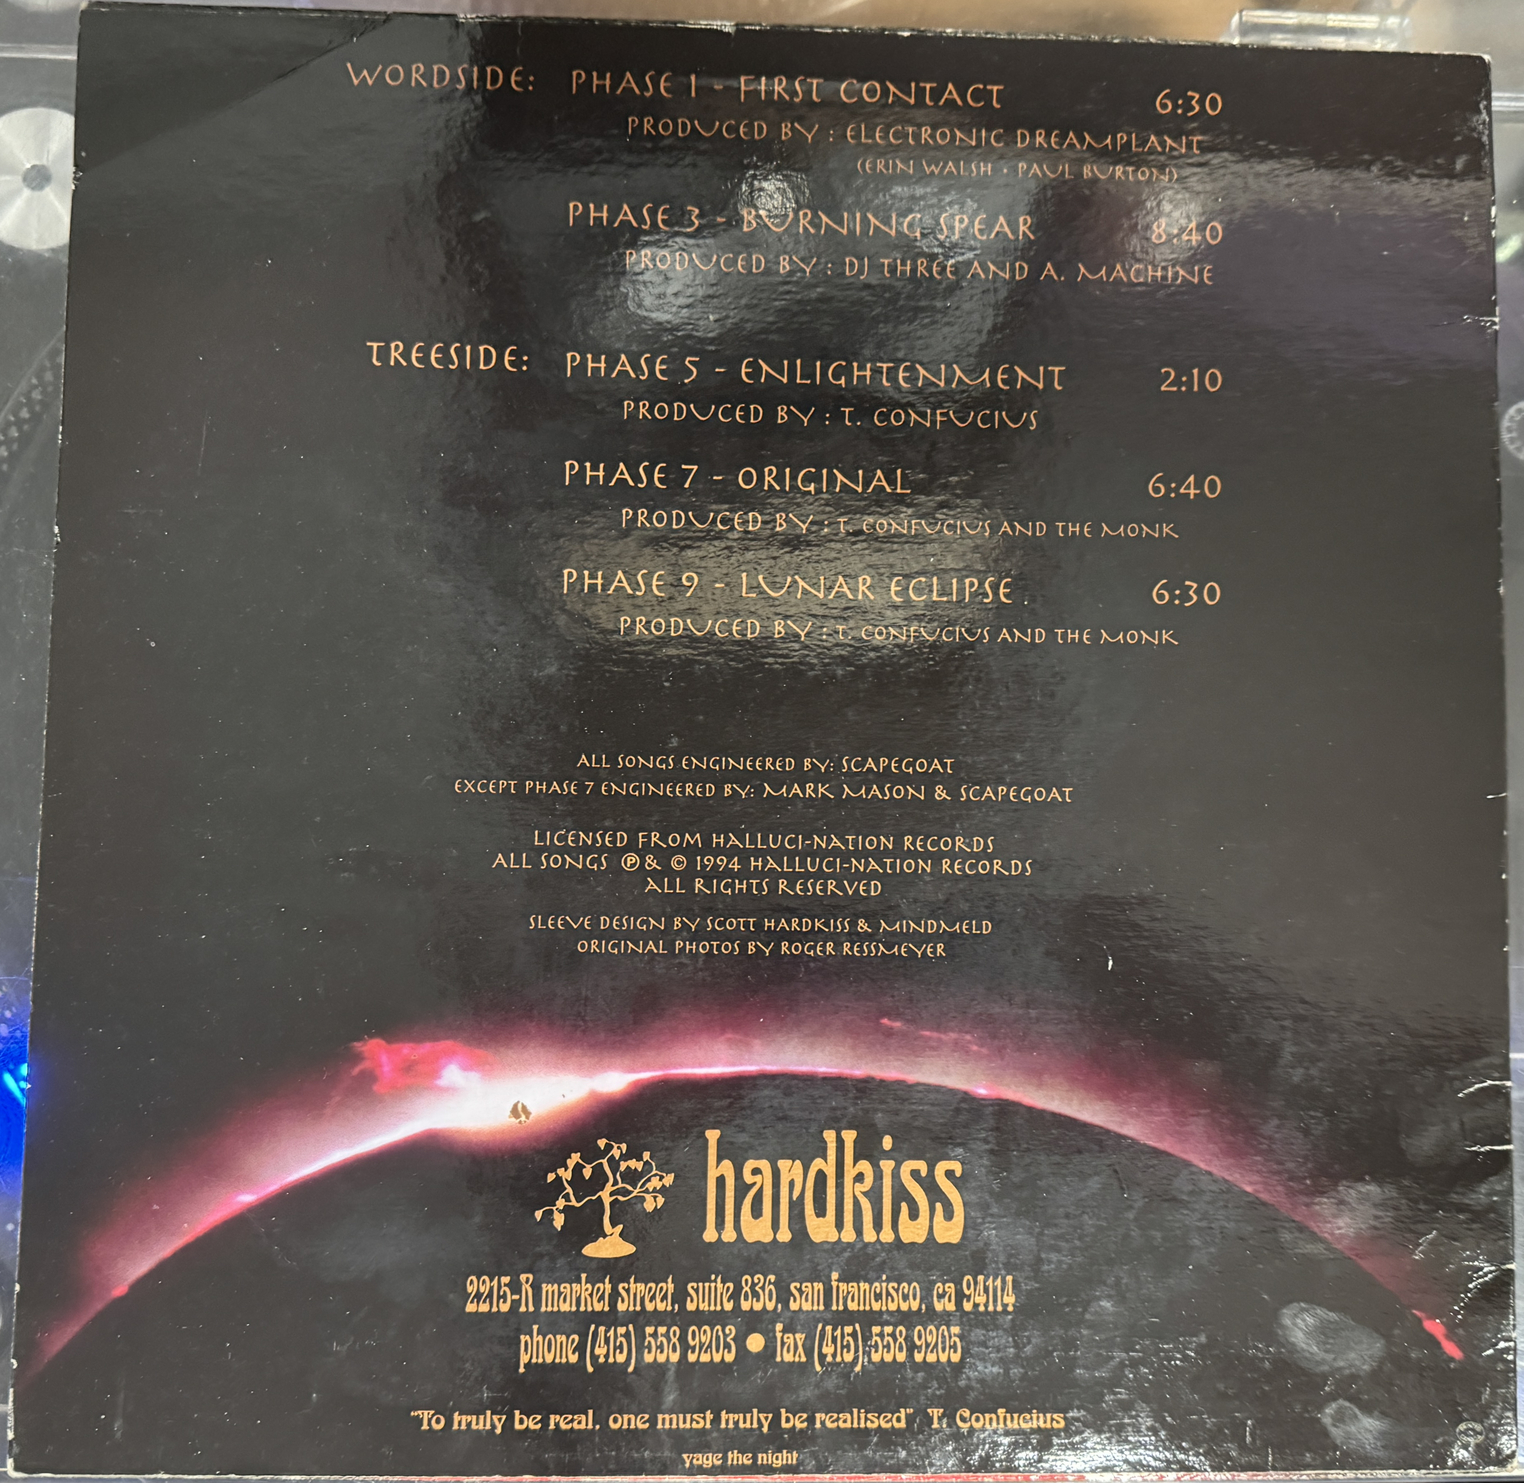 WORDSIDE: PHASE 1 - FIRST CONTACT 6:30
PRODUCED BY : ELECTRONIC DREAMPLANT
(ERIN WALSH • PAUL BURTON)
PHASE 3 - BURNING SPEAR 8:40
PRODUCED BY : DJ THREE AND A. MACHINE
TREESIDE: PHASE 5 - ENLIGHTENMENT 2:10
PRODUCED BY : T. CONFUCIUS
PHASE 7 - ORIGINAL 6:40
PRODUCED BY : T. CONFUCIUS AND THE MONK
PHASE 9 - LUNAR ECLIPSE 6:30
PRODUCED BY : T. CONFUCIUS AND THE MONK
ALL SONGS ENGINEERED BY: SCAPEGOAT
EXCEPT PHASE 7 ENGINEERED BY: MARK MASON & SCAPEGOAT
LICENSED FROM HALLUCI-NATION RECORDS
ALL SONGS ℗ & © 1994 HALLUCI-NATION RECORDS
ALL RIGHTS RESERVED
SLEEVE DESIGN BY SCOTT HARDKISS & MINDMELD
ORIGINAL PHOTOS BY ROGER RESSMEYER
hardkiss
2215-R market street, suite 836, san francisco, ca 94114
phone (415) 558 9203 ● fax (415) 558 9205
"To truly be real, one must truly be realised" T. Confucius
yage the night